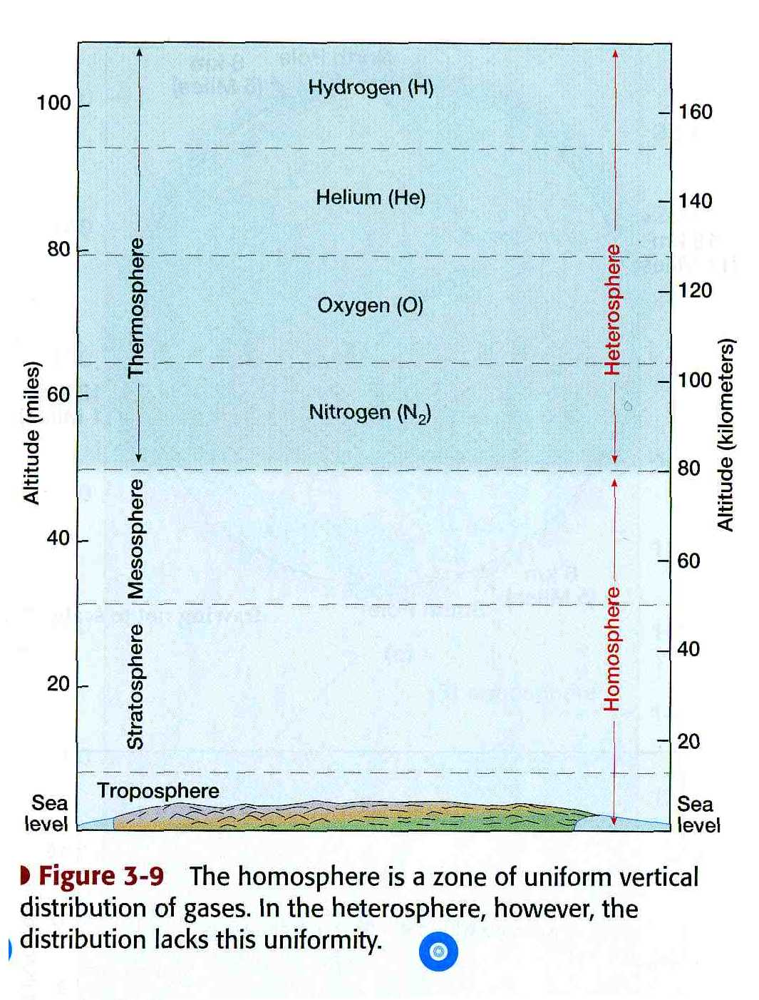 Hydrogen (H)
100
160
Helium (He)
140
80
Thermosphere
Heterosphere
120
Oxygen (O)
Altitude (miles)
Altitude (kilometers)
100
60
Nitrogen (N₂)
80
Mesosphere
40
60
Homosphere
Stratosphere
40
20
20
Troposphere
Sea
level
Sea
level
Figure 3-9 The homosphere is a zone of uniform vertical
distribution of gases. In the heterosphere, however, the
distribution lacks this uniformity.